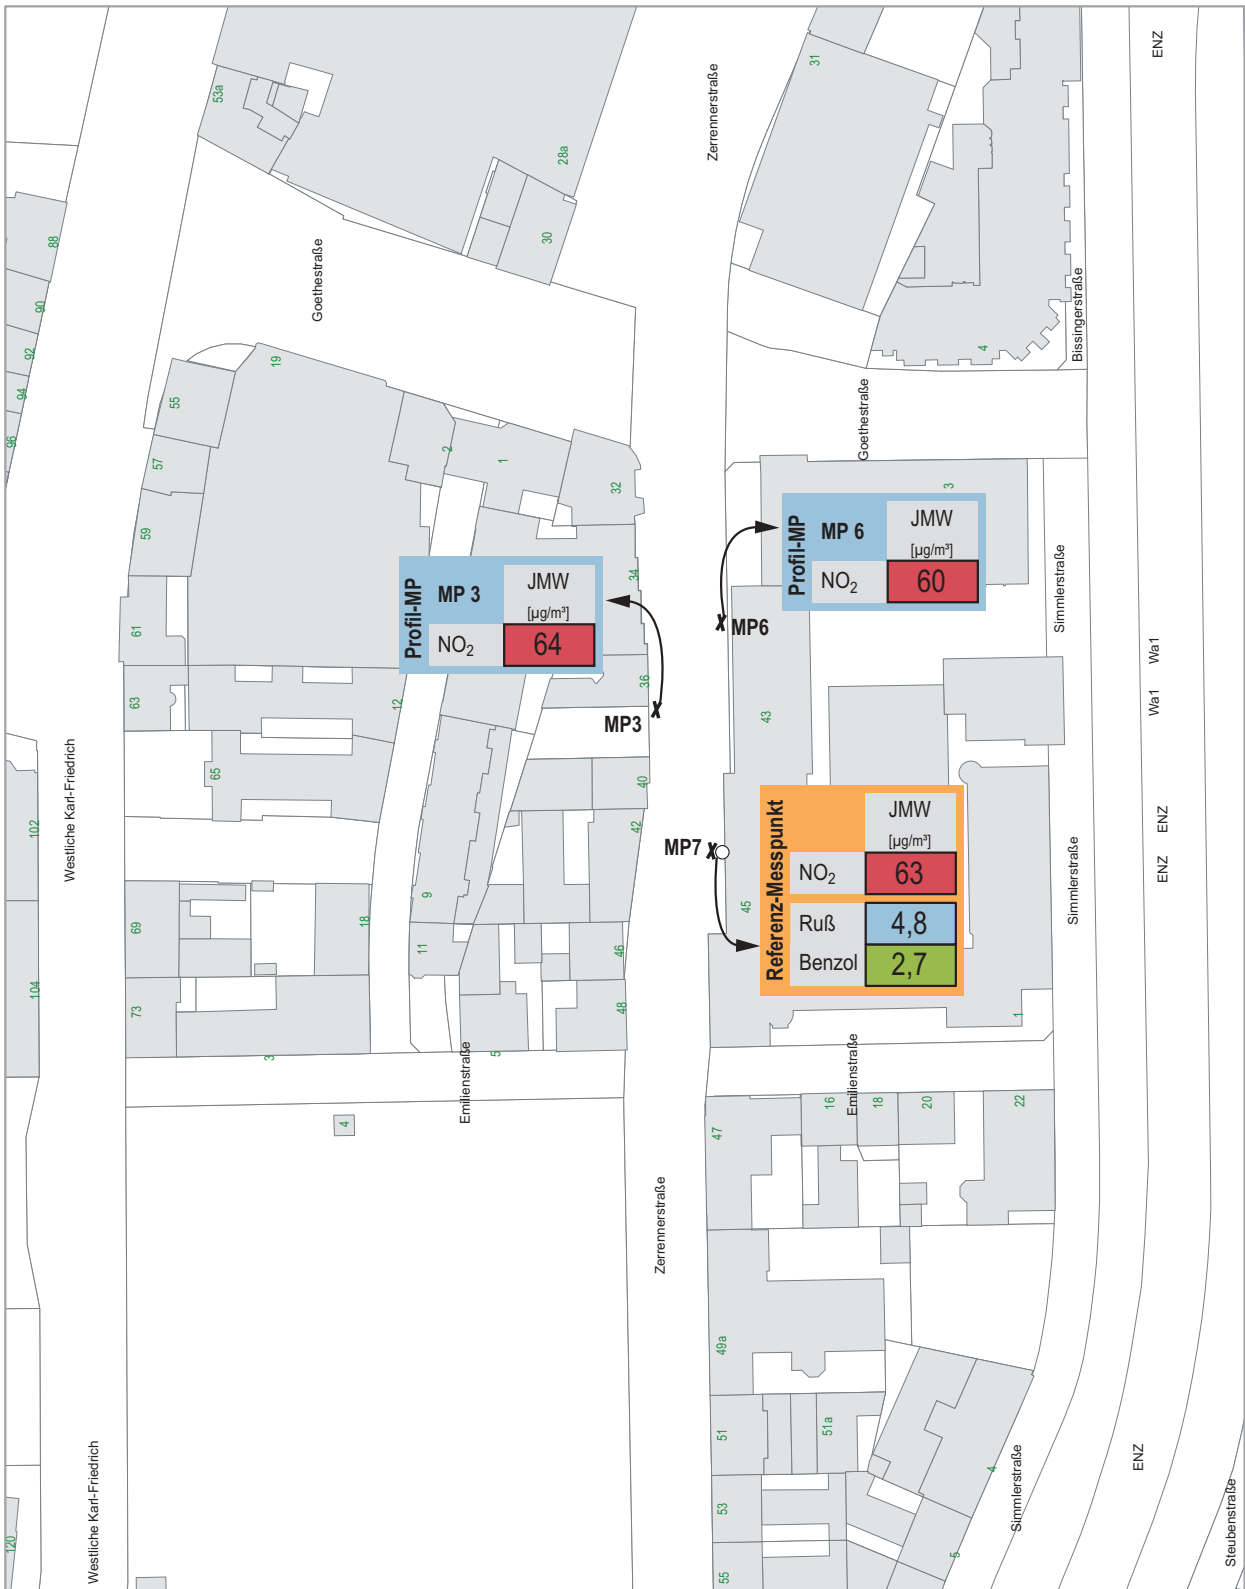 ENZ
31
Zerrennerstraße
53a
28a
88
30
Goethestraße
90
Bissingerstraße
4
92
19
94
55
Goethestraße
96
2
57
1
32
3
59
Profil-MP
MP 6
JMW
[µg/m³]
NO2
60
34
Profil-MP
MP 3
JMW
[µg/m³]
NO2
64
Simmlerstraße
MP6
61
Wa1
36
63
12
Wa1
43
MP3
65
40
Westliche Karl-Friedrich
102
42
ENZ
MP7
ENZ
Referenz-Messpunkt
JMW
[µg/m³]
NO2
63
Ruß
4,8
Benzol
2,7
Simmlerstraße
9
45
69
18
11
46
104
73
48
1
3
5
Emilienstraße
Emilienstraße
4
47
16
18
20
22
Zerrennerstraße
49a
51
51a
4
ENZ
Westliche Karl-Friedrich
Simmlerstraße
53
Steubenstraße
120
5
55